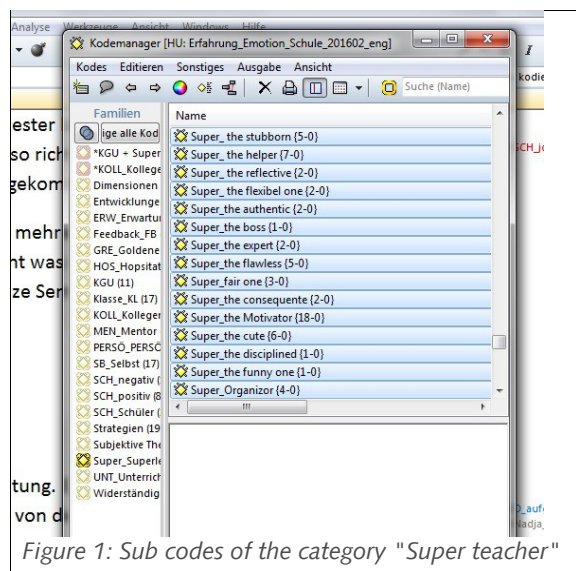 Analyse Werkzeuge Ansicht Windows Hilfe
Kodemanager [HU: Erfahrung_Emotion_Schule_201602_eng]
Kodes Editieren Sonstiges Ausgabe Ansicht
Suche (Name)
Familien
ige alle Kod
*KGU + Super
*KOLL_Kollege
Dimensionen
Entwicklunge
ERW_Erwartu
Feedback_FB
GRE_Goldene
HOS_Hopsitat
KGU (11)
Klasse_KL (17)
KOLL_Kolleger
MEN_Mentor
PERSÖ_PERSÖ
SB_Selbst (17)
SCH_negativ (
SCH_positiv (8
SCH_Schüler (
Strategien (19
Subjektive The
Super_Superle
UNT_Unterrich
Widerständig
Name
Super_ the stubborn {5-0}
Super_ the helper {7-0}
Super_ the reflective {2-0}
Super_ the flexibel one {2-0}
Super_the authentic {2-0}
Super_the boss {1-0}
Super_the expert {2-0}
Super_the flawless {5-0}
Super_fair one {3-0}
Super_the consequente {2-0}
Super_the Motivator {18-0}
Super_the cute {6-0}
Super_the disciplined {1-0}
Super_the funny one {1-0}
Super_Organizor {4-0}
ester
so rich
gekom
mehr
nt was
ze Ser
tung.
von d
I
kodie
SCH_jo
D_aufg
Nadja_
Figure 1: Sub codes of the category "Super teacher"